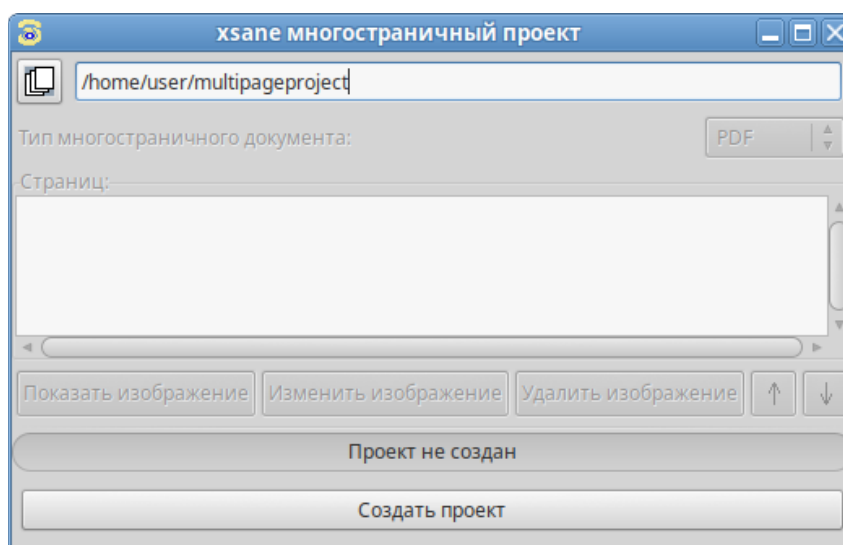 xsane многостраничный проект
/home/user/multipageproject
Тип многостраничного документа: PDF
Страниц:
Показать изображение Изменить изображение Удалить изображение
Проект не создан
Создать проект